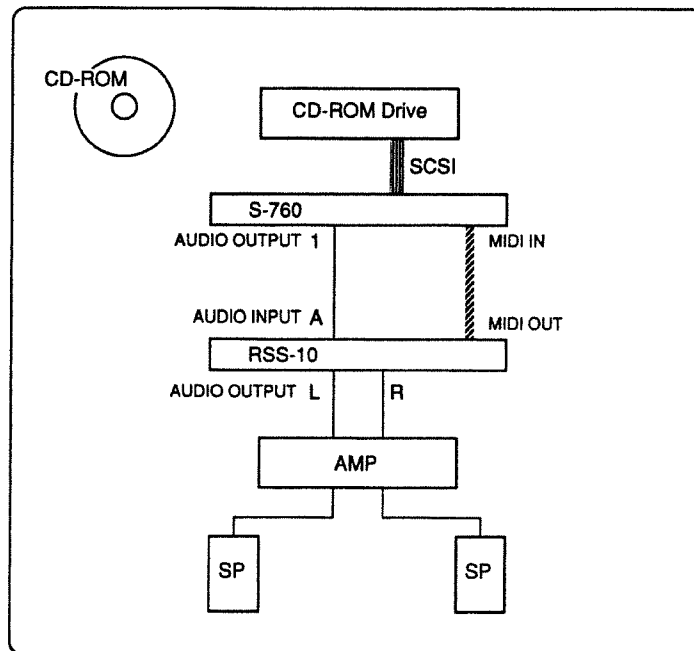 CD-ROM
CD-ROM Drive
SCSI
S-760
AUDIO OUTPUT 1
MIDI IN
AUDIO INPUT A
MIDI OUT
RSS-10
AUDIO OUTPUT L
R
AMP
SP
SP